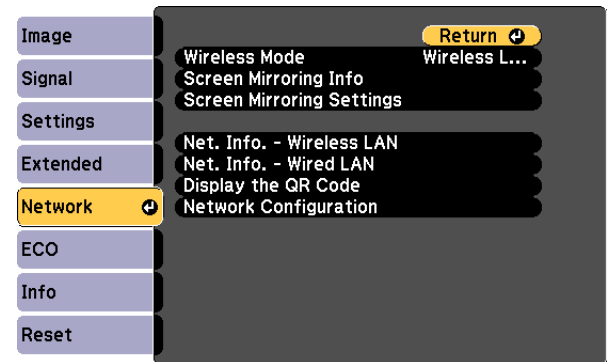 Image
Signal
Settings
Extended
Network
ECO
Info
Reset
Return
Wireless Mode Wireless L...
Screen Mirroring Info
Screen Mirroring Settings
Net. Info. - Wireless LAN
Net. Info. - Wired LAN
Display the QR Code
Network Configuration